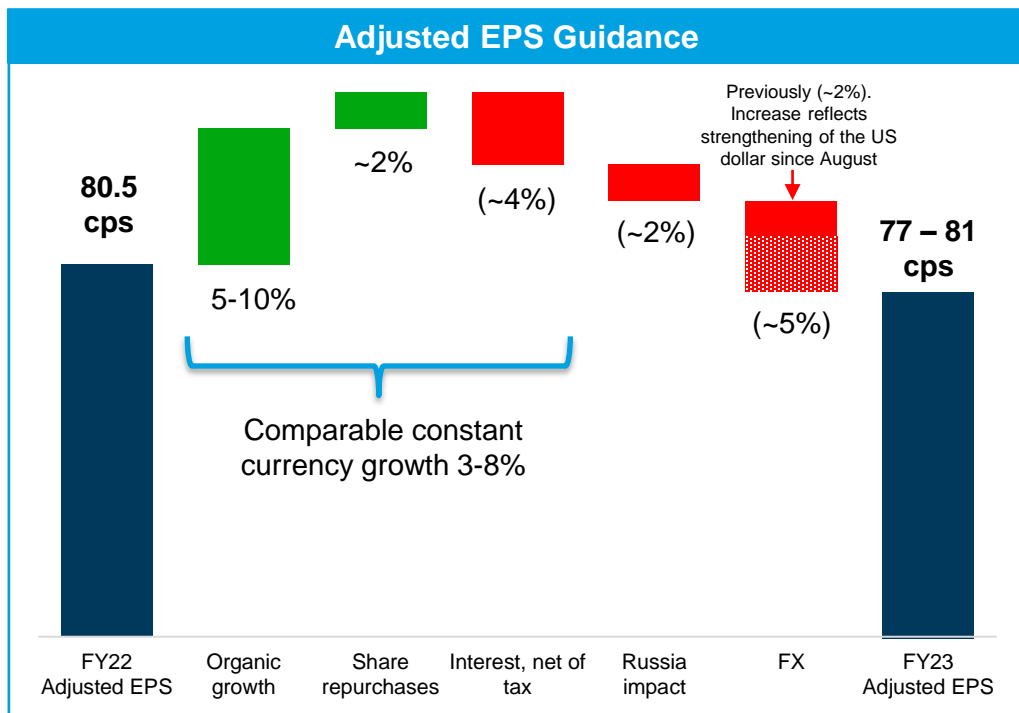 Adjusted EPS Guidance
Previously (~2%).
Increase reflects
strengthening of the US
dollar since August
80.5
cps
5-10%
~2%
(~4%)
(~2%)
(~5%)
77 – 81
cps
Comparable constant
currency growth 3-8%
FY22
Adjusted EPS
Organic
growth
Share
repurchases
Interest, net of
tax
Russia
impact
FX
FY23
Adjusted EPS